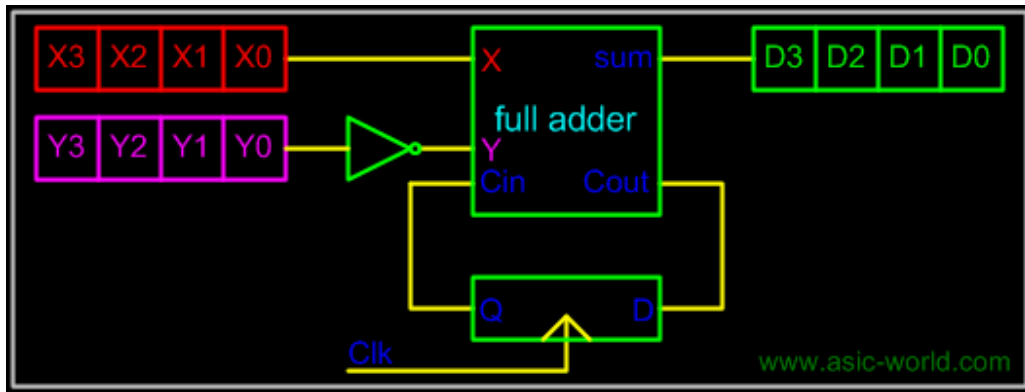 X3 X2 X1 X0 X sum D3 D2 D1 D0
full adder
Y3 Y2 Y1 Y0 Y
Cin Cout
Q D
Clk
www.asic-world.com